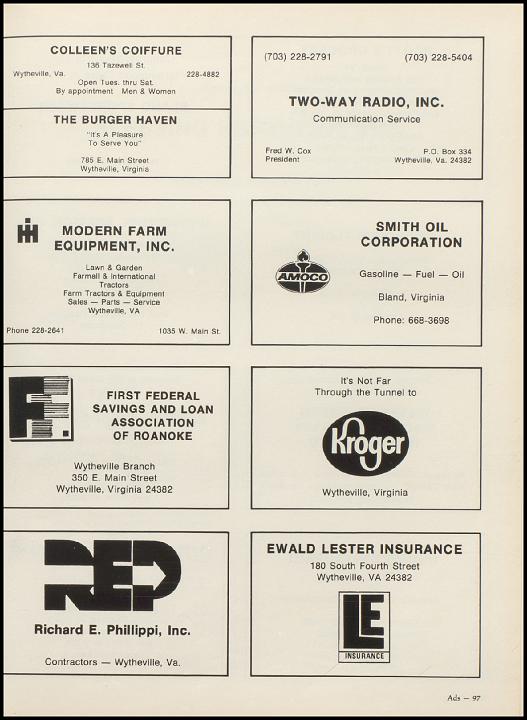 COLLEEN'S COIFFURE
136 Tazewell St.
Wytheville, Va. 228-4882
Open Tues. thru Sat.
By appointment Men & Women
THE BURGER HAVEN
"It's A Pleasure
To Serve You"
785 E. Main Street
Wytheville, Virginia
(703) 228-2791 (703) 228-5404
TWO-WAY RADIO, INC.
Communication Service
Fred W. Cox P.O. Box 334
President Wytheville, Va. 24382
MODERN FARM
EQUIPMENT, INC.
Lawn & Garden
Farmall & International
Tractors
Farm Tractors & Equipment
Sales — Parts — Service
Wytheville, VA
Phone 228-2641 1035 W. Main St.
SMITH OIL
CORPORATION
AMOCO
Gasoline — Fuel — Oil
Bland, Virginia
Phone: 668-3698
FF
FIRST FEDERAL
SAVINGS AND LOAN
ASSOCIATION
OF ROANOKE
Wytheville Branch
350 E. Main Street
Wytheville, Virginia 24382
It's Not Far
Through the Tunnel to
Kroger
Wytheville, Virginia
REP
Richard E. Phillippi, Inc.
Contractors — Wytheville, Va.
EWALD LESTER INSURANCE
180 South Fourth Street
Wytheville, VA 24382
LE
INSURANCE
Ads — 97